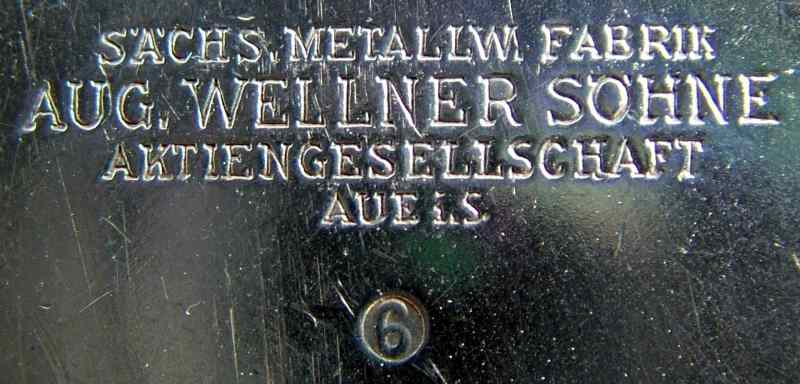 SÄCHS. METALLW. FABRIK
AUG. WELLNER SÖHNE
AKTIENGESELLSCHAFT
AUE i.S.
6